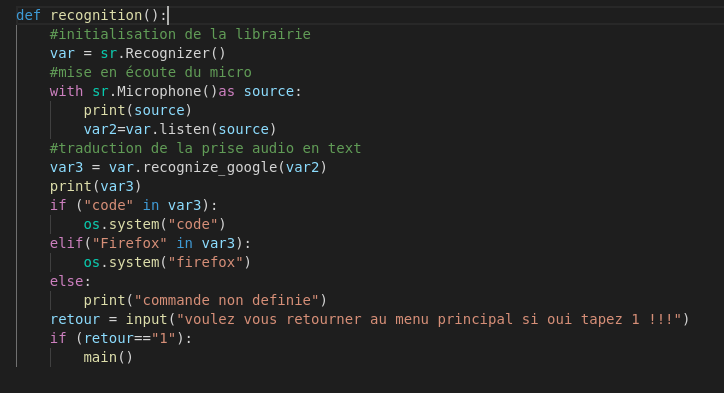 def recognition():
    #initialisation de la librairie
    var = sr.Recognizer()
    #mise en écoute du micro
    with sr.Microphone()as source:
        print(source)
        var2=var.listen(source)
    #traduction de la prise audio en text
    var3 = var.recognize_google(var2)
    print(var3)
    if ("code" in var3):
        os.system("code")
    elif("Firefox" in var3):
        os.system("firefox")
    else:
        print("commande non definie")
    retour = input("voulez vous retourner au menu principal si oui tapez 1 !!!")
    if (retour=="1"):
        main()